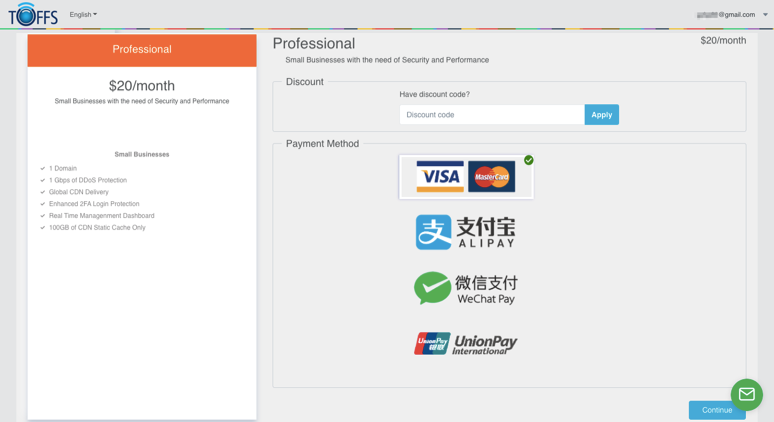 TOFFS
English
@gmail.com
Professional
$20/month
Small Businesses with the need of Security and Performance
Small Businesses
1 Domain
1 Gbps of DDoS Protection
Global CDN Delivery
Enhanced 2FA Login Protection
Real Time Managenment Dashboard
100GB of CDN Static Cache Only
Professional
$20/month
Small Businesses with the need of Security and Performance
Discount
Have discount code?
Discount code
Apply
Payment Method
VISA
MasterCard
支
支付宝
ALIPAY
微信支付
WeChat Pay
UnionPay
银联
UnionPay
International
Continue